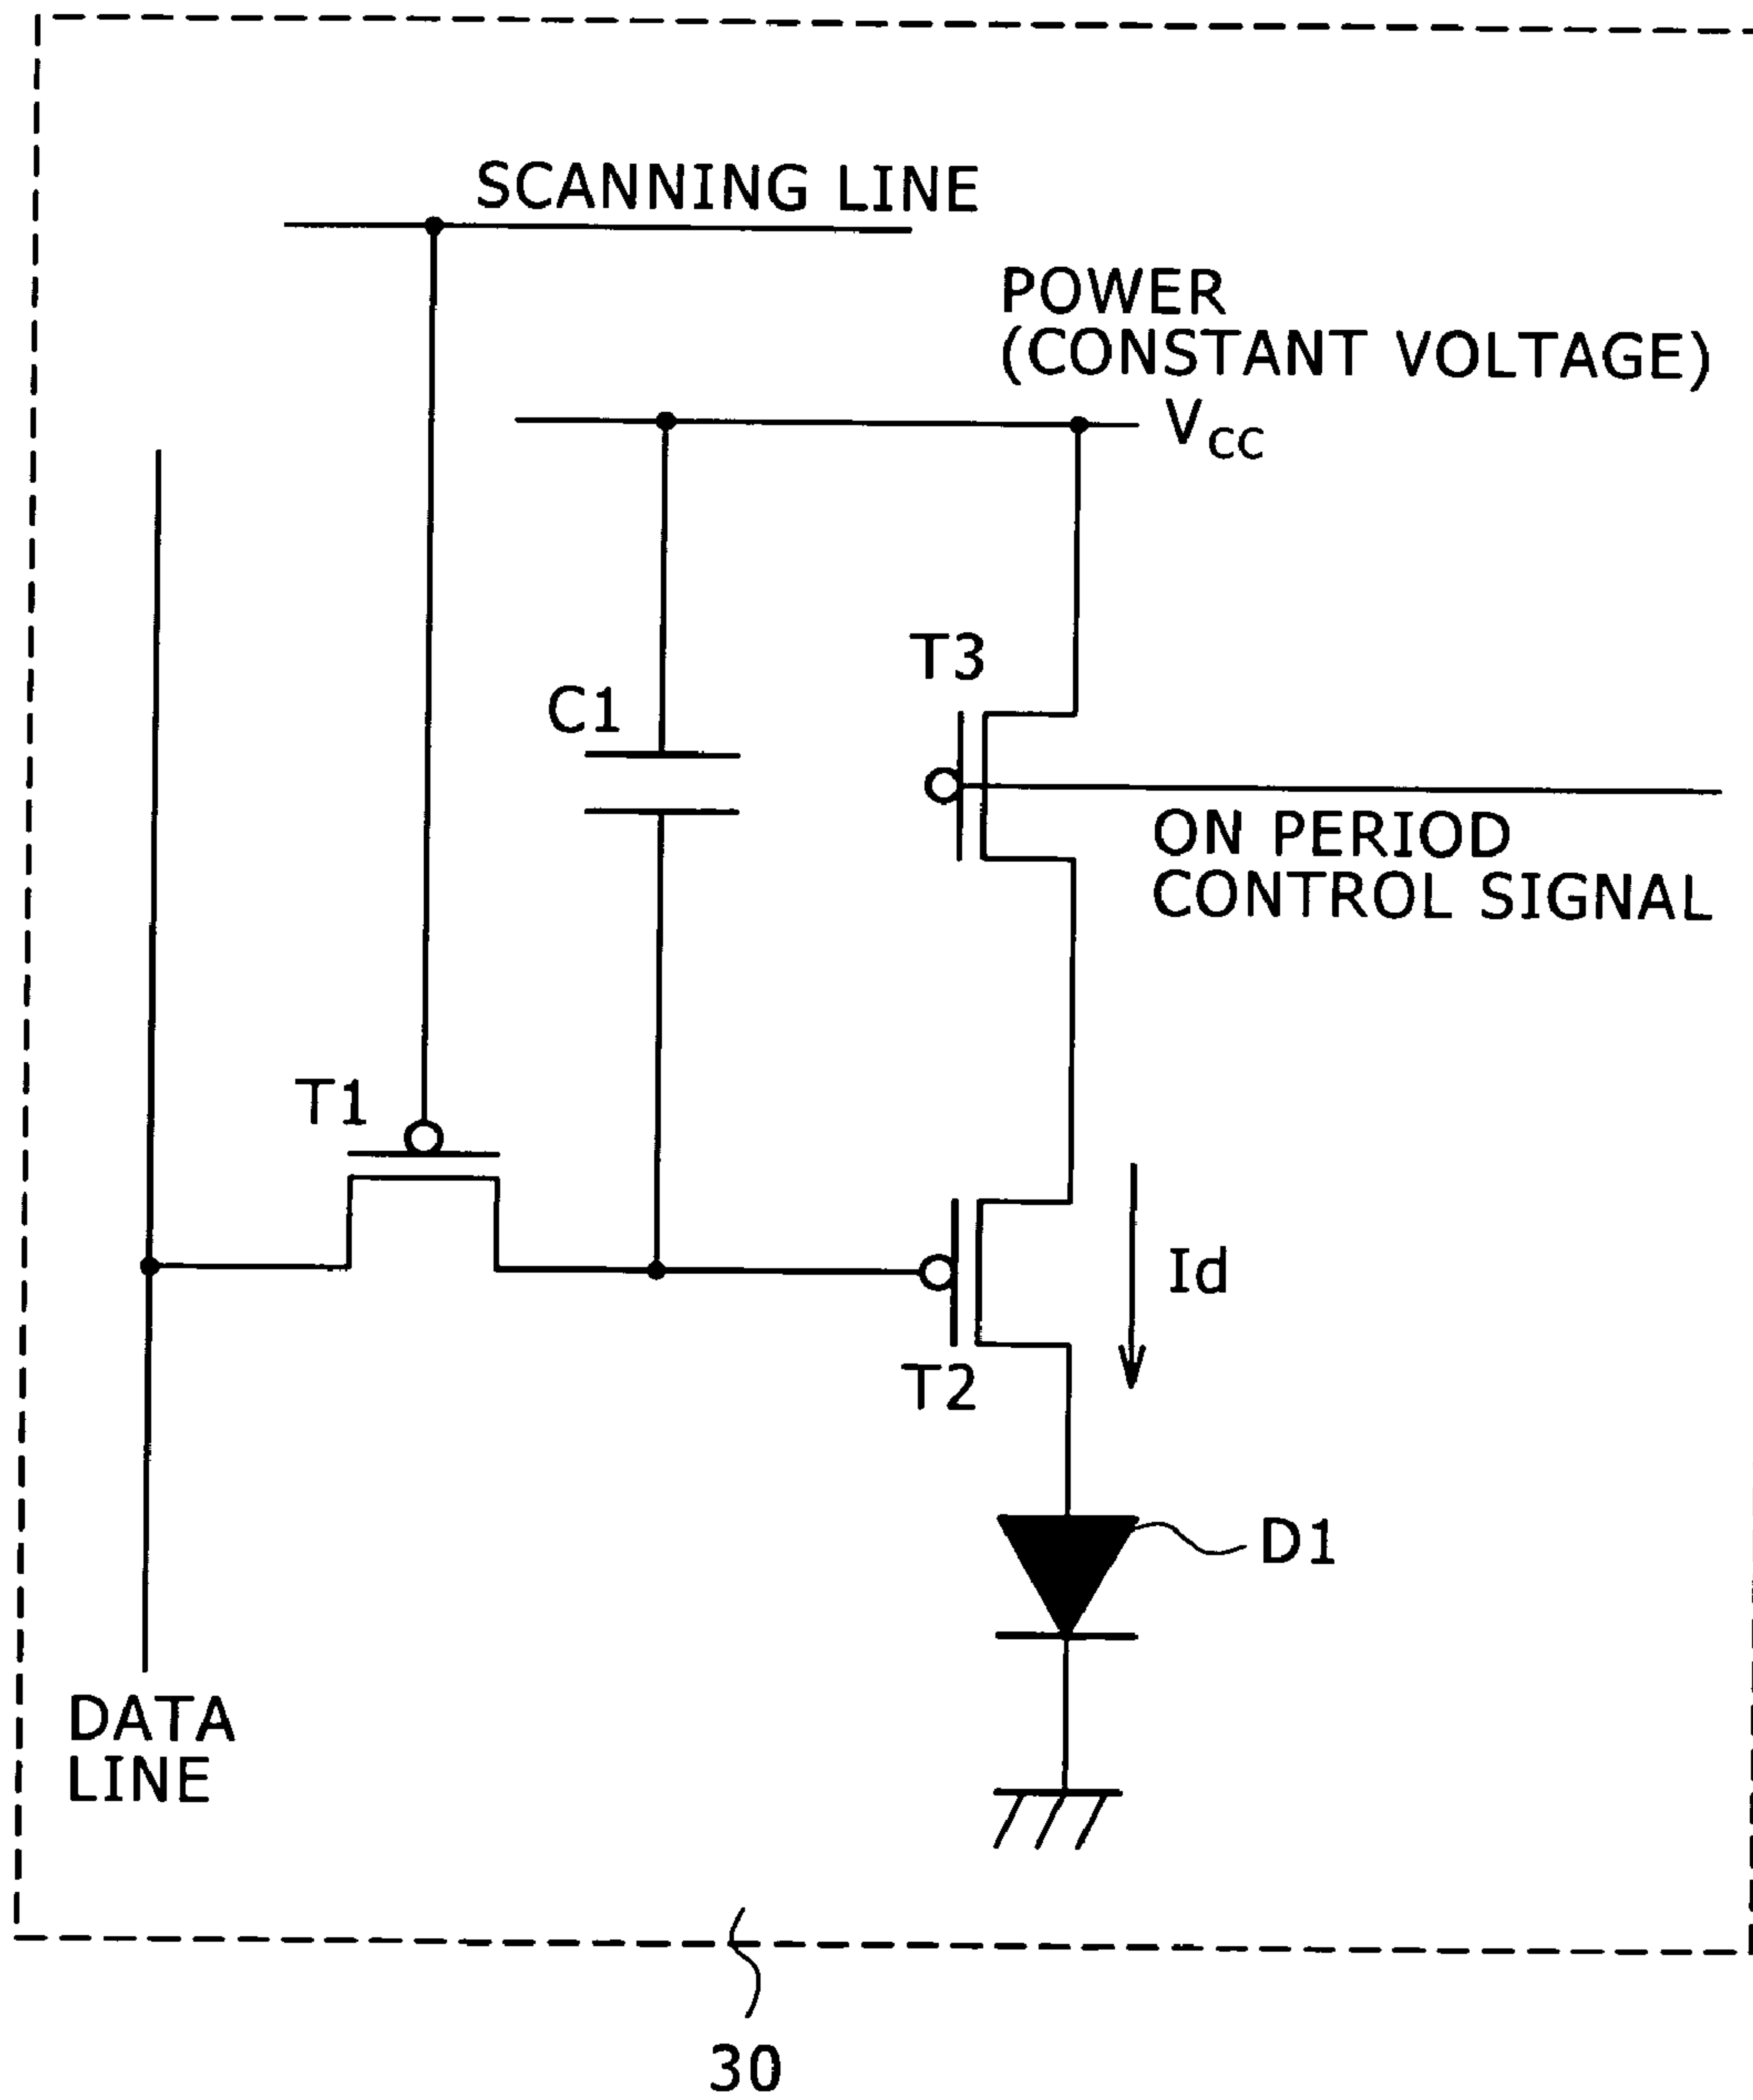 SCANNING LINE
POWER
(CONSTANT VOLTAGE)
VCC
T3
C1
ON PERIOD
CONTROL SIGNAL
T1
Id
T2
D1
DATA
LINE
30